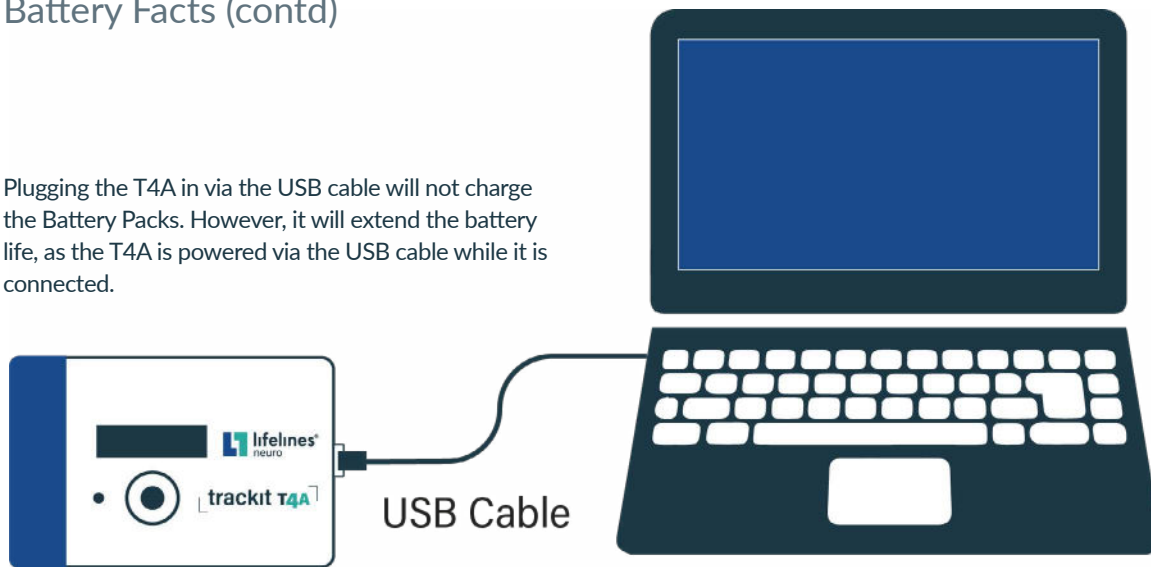 Battery Facts (contd)
Plugging the T4A in via the USB cable will not charge
the Battery Packs. However, it will extend the battery
life, as the T4A is powered via the USB cable while it is
connected.
lifelines
neuro
trackit T4A
USB Cable